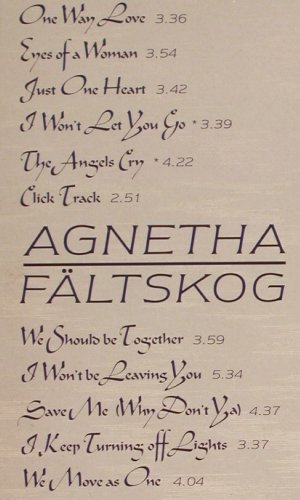 One Way Love 3.36
Eyes of a Woman 3.54
Just One Heart 3.42
I Won't Let You Go *3.39
The Angels Cry *4.22
Click Track 2.51
AGNETHA
FÄLTSKOG
We Should be Together 3.59
I Won't be Leaving You 5.34
Save Me (Why Don't Ya) 4.37
I Keep Turning off Lights 3.37
We Move as One 4.04